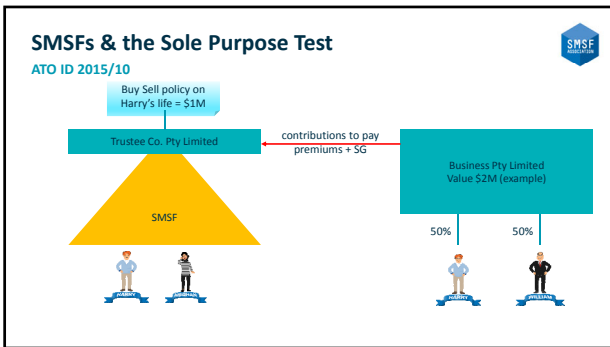 SMSFs & the Sole Purpose Test
SMSF
ASSOCIATION
ATO ID 2015/10
Buy Sell policy on
Harry's life = $1M
Trustee Co. Pty Limited
contributions to pay
premiums + SG
Business Pty Limited
Value $2M (example)
SMSF
50%
50%
HARRY
MEGHAN
HARRY
WILLIAM